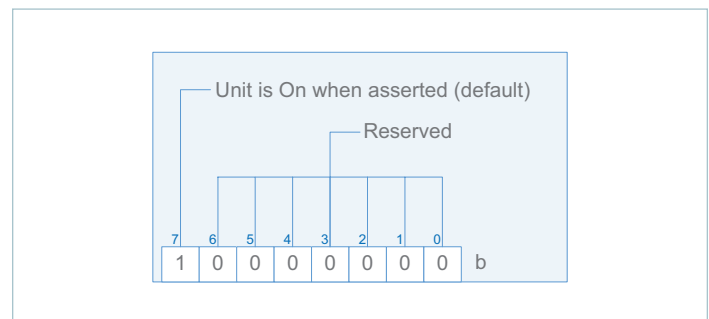 Unit is On when asserted (default)
Reserved
7 6 5 4 3 2 1 0
1 0 0 0 0 0 0 0 b